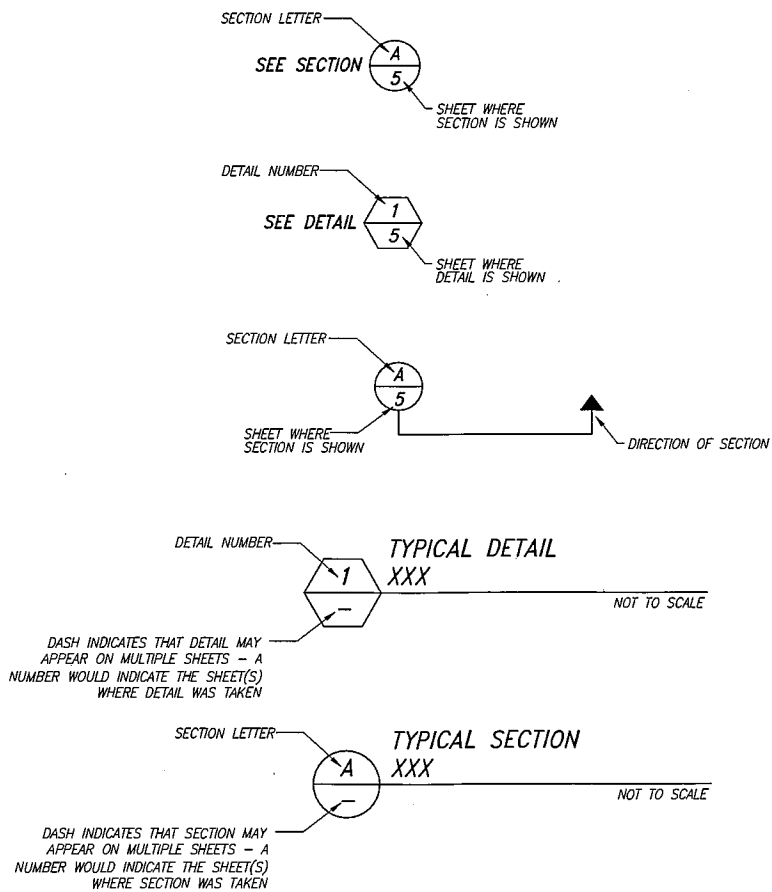 SECTION LETTER
SEE SECTION
A
5
SHEET WHERE
SECTION IS SHOWN
DETAIL NUMBER
SEE DETAIL
1
5
SHEET WHERE
DETAIL IS SHOWN
SECTION LETTER
A
5
SHEET WHERE
SECTION IS SHOWN
DIRECTION OF SECTION
DETAIL NUMBER
TYPICAL DETAIL
1
XXX
–
NOT TO SCALE
DASH INDICATES THAT DETAIL MAY
APPEAR ON MULTIPLE SHEETS – A
NUMBER WOULD INDICATE THE SHEET(S)
WHERE DETAIL WAS TAKEN
SECTION LETTER
TYPICAL SECTION
A
XXX
–
NOT TO SCALE
DASH INDICATES THAT SECTION MAY
APPEAR ON MULTIPLE SHEETS – A
NUMBER WOULD INDICATE THE SHEET(S)
WHERE SECTION WAS TAKEN